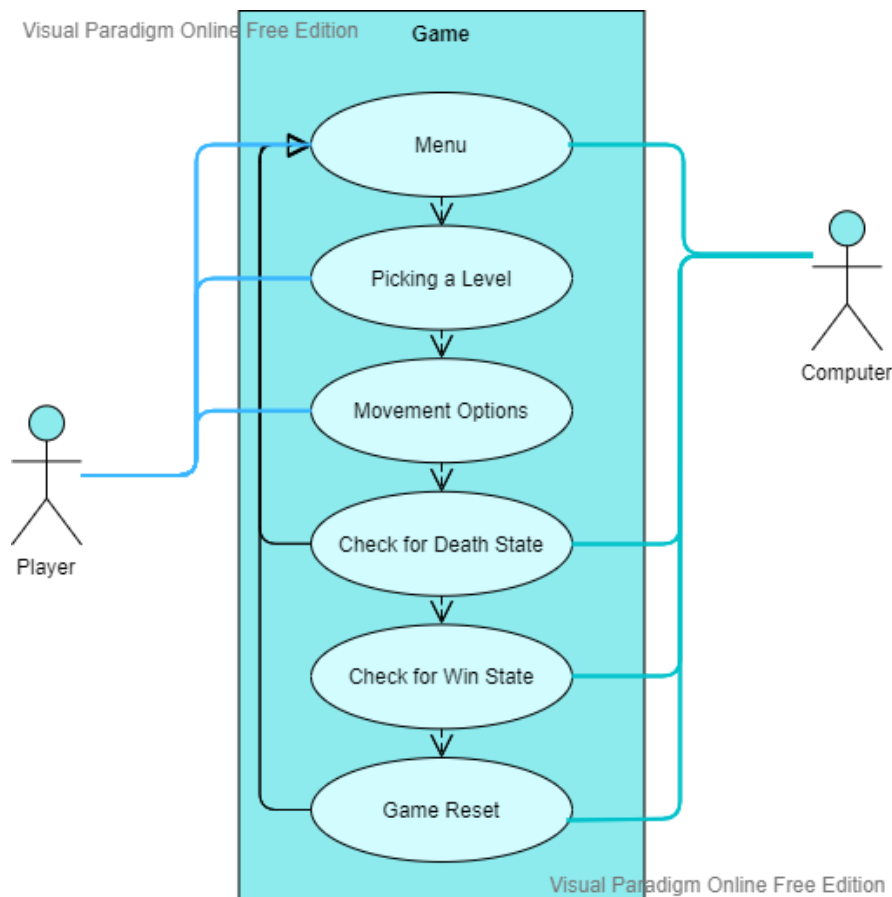 Visual Paradigm Online Free Edition
Game
Menu
Picking a Level
Computer
Movement Options
Check for Death State
Player
Check for Win State
Game Reset
Visual Paradigm Online Free Edition